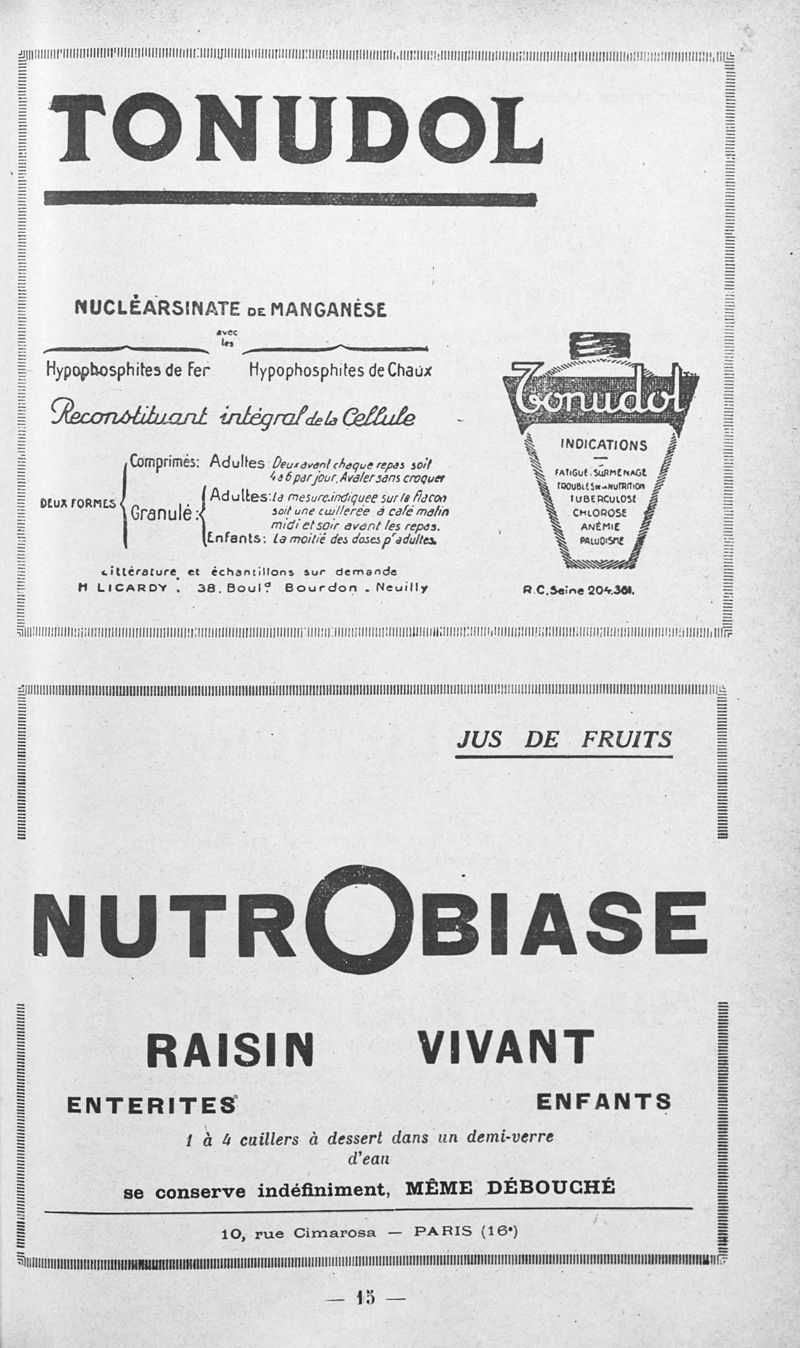 TONUDOL
NUCLÉARSINATE DE MANGANÉSE
avec
les
Hypophosphites de Fer Hypophosphites de Chaux
Reconstituant intégral de la Cellule
DEUX FORMES
Comprimés: Adultes: Deux avant chaque repas soit
4 à 6 par jour. Avaler sans croquer
Granulé: Adultes: la mesure indiquee sur la flacon
soit une cuillerée à café matin
midi et soir avant les repas.
Enfants: La moitié des doses p' adultes.
Littérature et échantillons sur demande
H LICARDY . 38. Boulᵈ Bourdon . Neuilly
Tonudol
INDICATIONS
FATIGUE . SURMENAGE
TROUBLES DE LA NUTRITION
TUBERCULOSE
CHLOROSE
ANÉMIE
PALUDISME
R.C. Seine 204.361.
JUS DE FRUITS
NUTROBIASE
RAISIN VIVANT
ENTERITES ENFANTS
1 à 4 cuillers à dessert dans un demi-verre
d'eau
se conserve indéfiniment, MÊME DÉBOUCHÉ
10, rue Cimarosa — PARIS (16ᵉ)
— 15 —